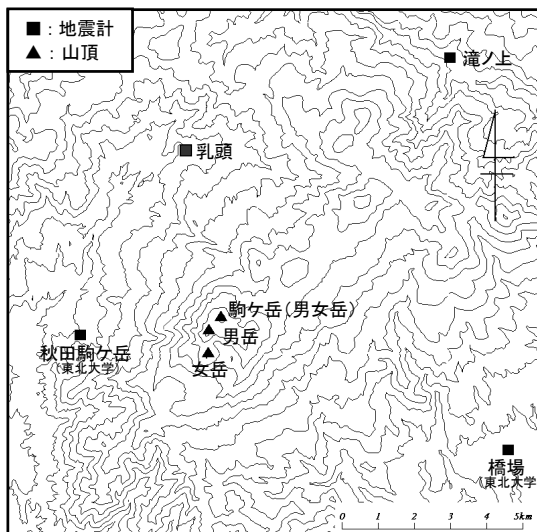 ■：地震計
▲：山頂
滝ノ上
乳頭
駒ケ岳（男女岳）
男岳
女岳
秋田駒ケ岳
（東北大学）
橋場
（東北大学
0 1 2 3 4 5km